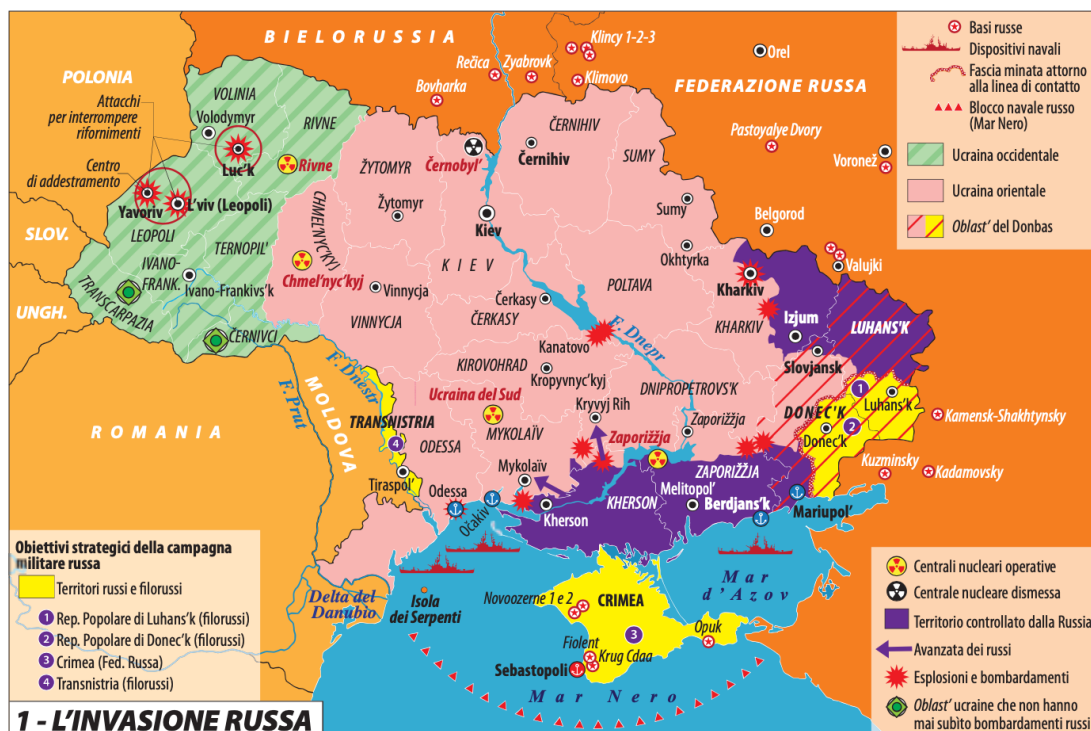 BIELORUSSIA
POLONIA
Attacchi
per interrompere
rifornimenti
Centro
di addestramento
VOLINIA
Volodymyr
RIVNE
Luc'k
Rivne
Yavoriv
L'viv (Leopoli)
LEOPOLI
TERNOPIL'
SLOV.
UNGH.
IVANO-
FRANK.
Ivano-Frankivs'k
TRANSCARPAZIA
ČERNIVCI
Bovharka
Rečica
Zyabrovk
Klincy 1-2-3
Klimovo
Orel
FEDERAZIONE RUSSA
Pastoyalye Dvory
Voronež
Belgorod
Valujki
ŽYTOMYR
Žytomyr
Černobyl'
ČERNIHIV
Černihiv
SUMY
Sumy
Okhtyrka
CHMEL'NYC'KYJ
Chmel'nyc'kyj
Kiev
KIEV
Vinnycja
VINNYCJA
Čerkasy
ČERKASY
POLTAVA
KHARKIV
Kharkiv
Izjum
LUHANS'K
Slovjansk
Kanatovo
F. Dnepr
KIROVOHRAD
Kropyvnyc'kyj
DNIPROPETROVS'K
Kryvyj Rih
Zaporižžja
Zaporižžja
ZAPORIŽŽJA
DONEC'K
Donec'k
Luhans'k
1
2
Kamensk-Shakhtynsky
Kuzminsky
Kadamovsky
Ucraina del Sud
F. Dnestr
F. Prut
MOLDOVA
ROMANIA
TRANSNISTRIA
4
Tiraspol'
ODESSA
Odessa
MYKOLAÏV
Mykolaïv
Očakiv
Kherson
KHERSON
Melitopol'
Berdjans'k
Mariupol'
Delta del
Danubio
Isola
dei Serpenti
Novoozerne 1 e 2
CRIMEA
3
Fiolent
Krug Cdaa
Sebastopoli
Opuk
Mar
d'Azov
Mar Nero
Basi russe
Dispositivi navali
Fascia minata attorno
alla linea di contatto
Blocco navale russo
(Mar Nero)
Ucraina occidentale
Ucraina orientale
Oblast' del Donbas
Obiettivi strategici della campagna
militare russa
Territori russi e filorussi
1 Rep. Popolare di Luhans'k (filorussi)
2 Rep. Popolare di Donec'k (filorussi)
3 Crimea (Fed. Russa)
4 Transnistria (filorussi)
Centrali nucleari operative
Centrale nucleare dismessa
Territorio controllato dalla Russia
Avanzata dei russi
Esplosioni e bombardamenti
Oblast' ucraine che non hanno
mai subìto bombardamenti russi
1 - L'INVASIONE RUSSA